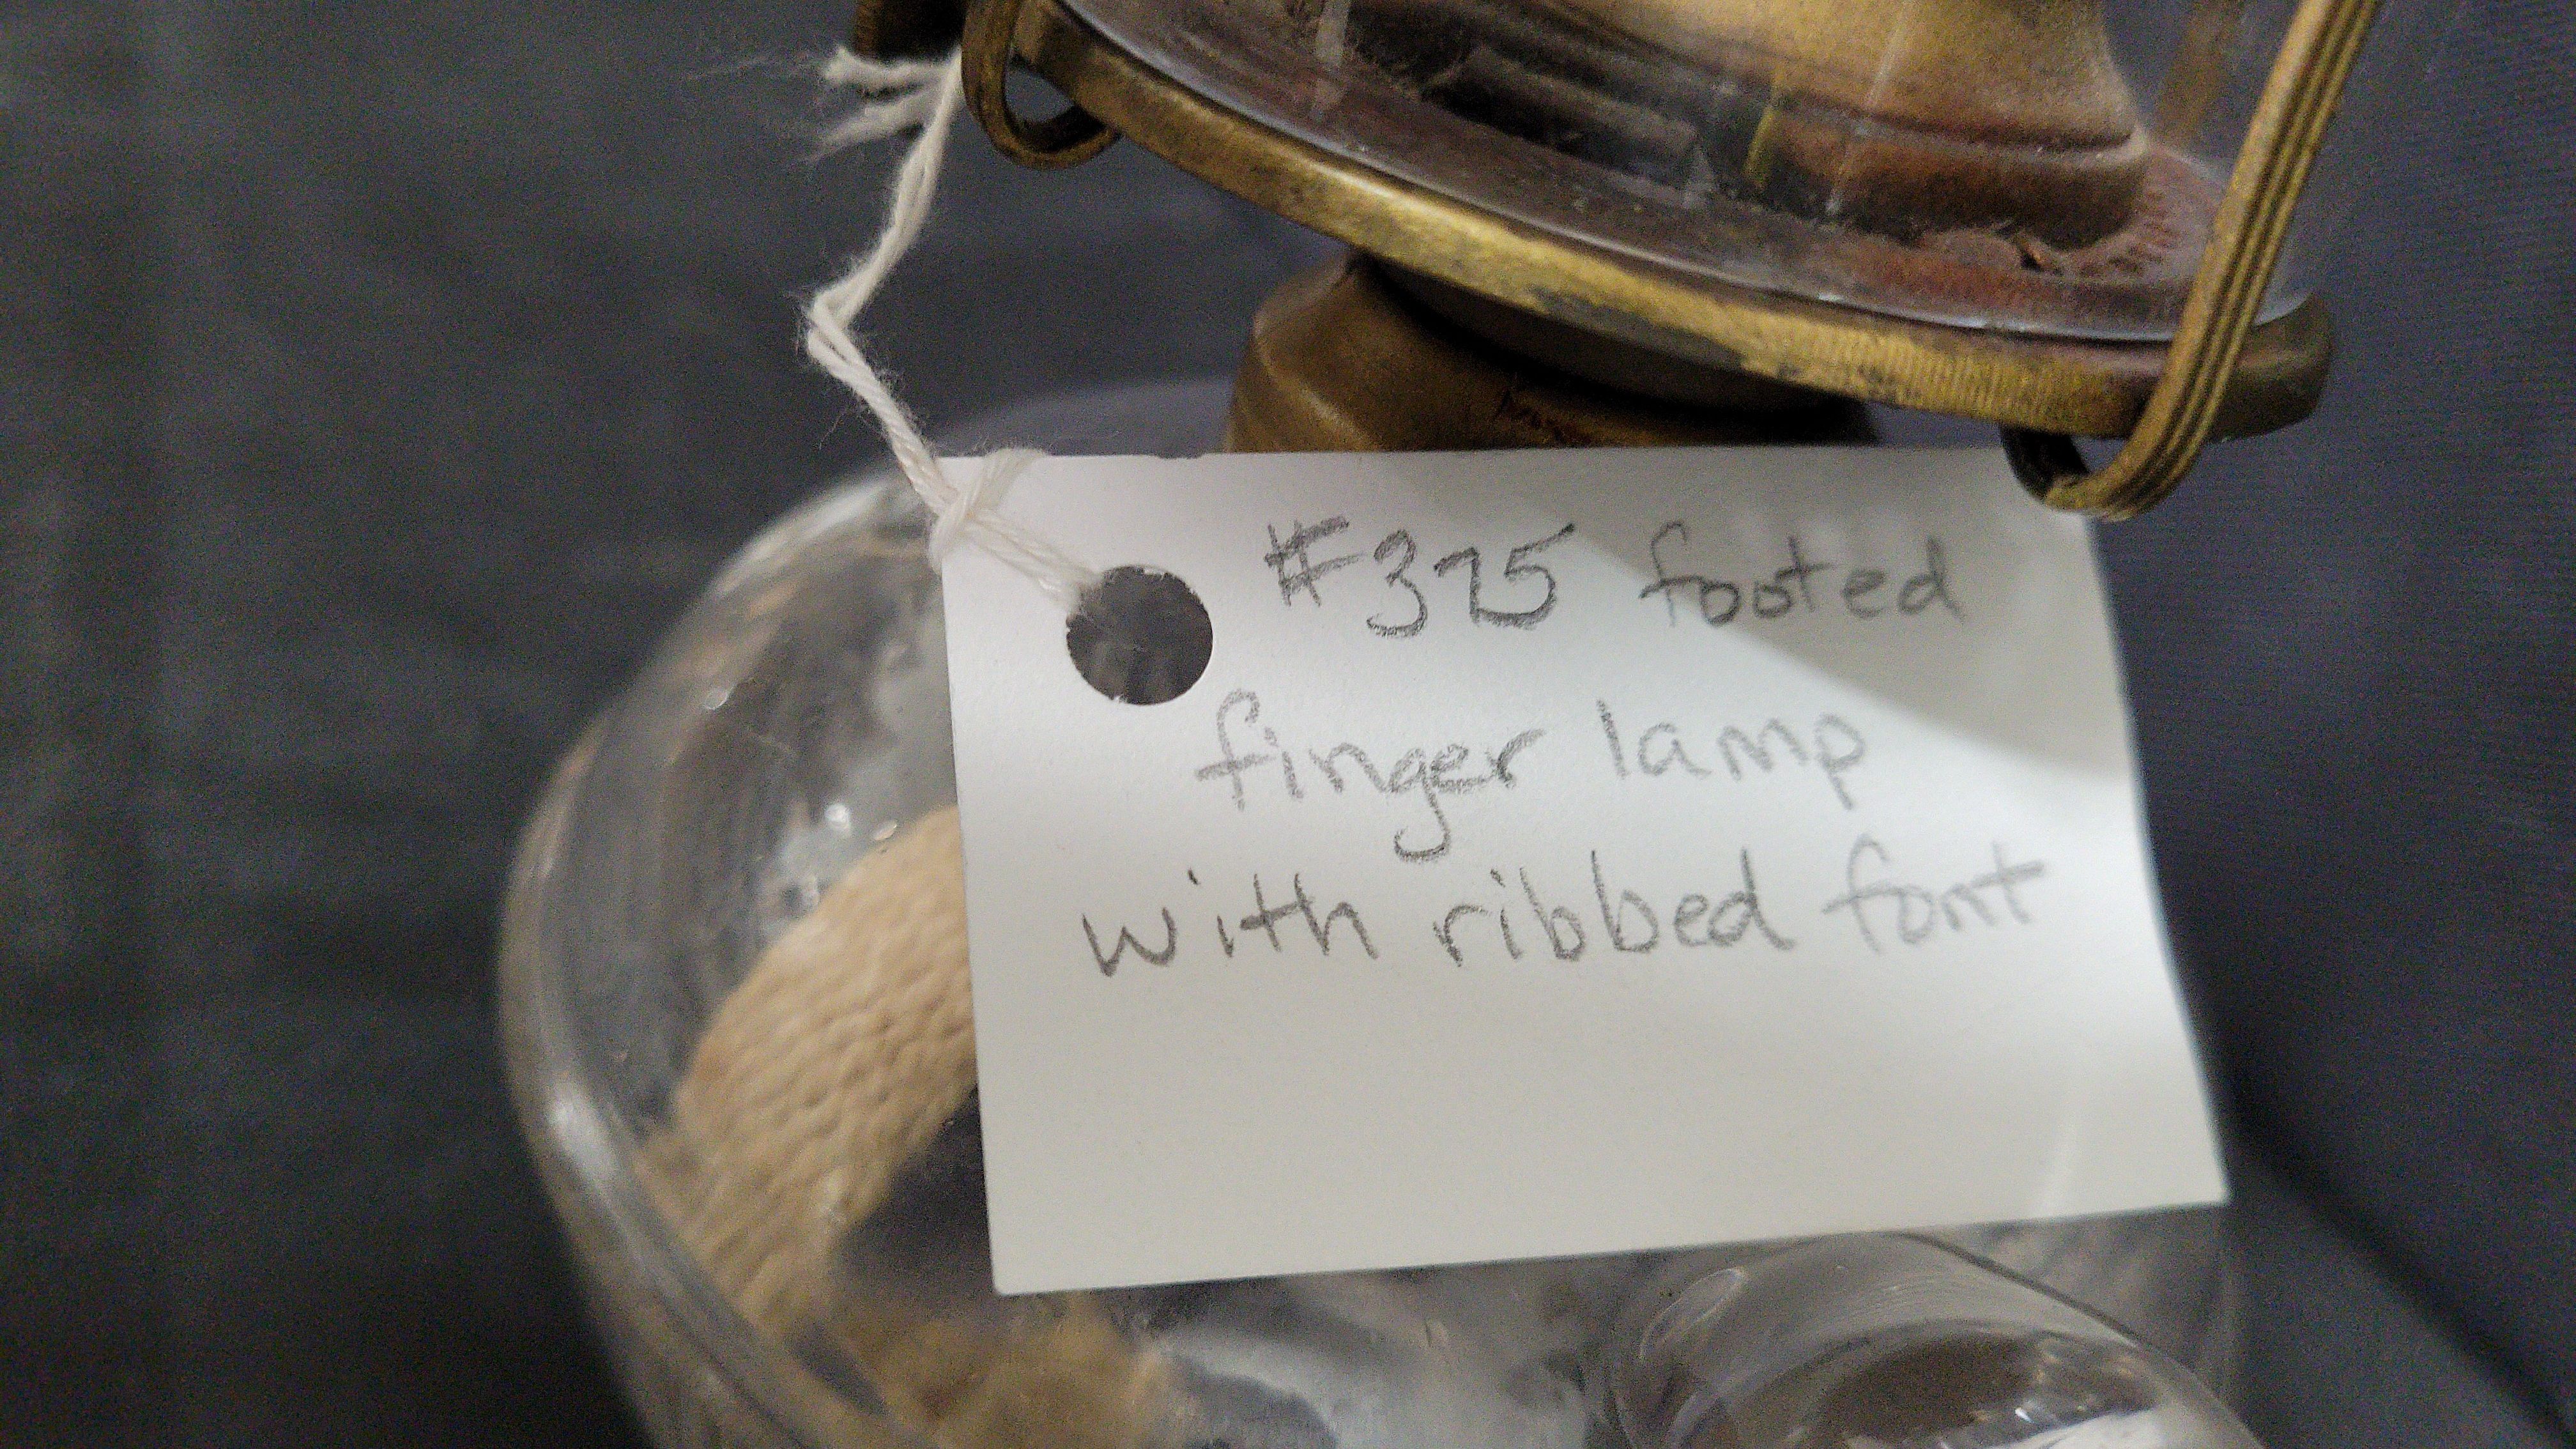 #325 footed
finger lamp
with ribbed font